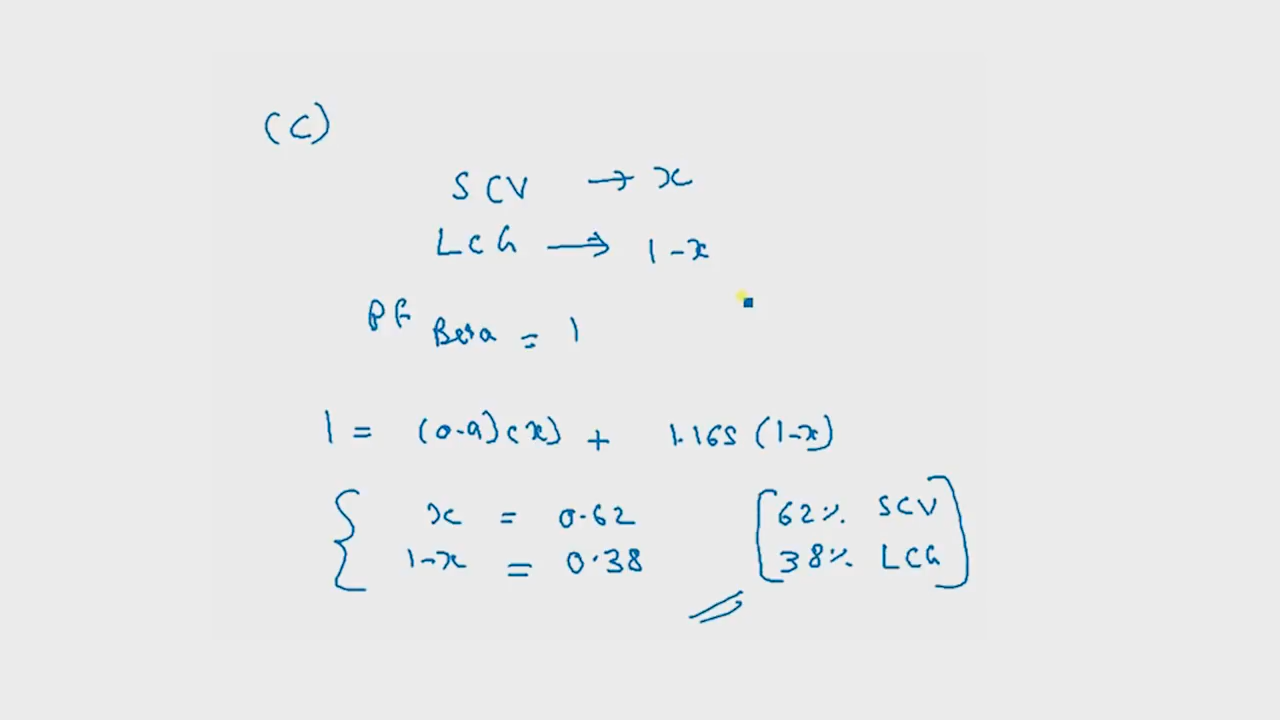 (C)
SCV → x
LCG → 1-x
PF Beta = 1
1 = (0.9)(x) + 1.165 (1-x)
x = 0.62
1-x = 0.38
62% SCV
38% LCG